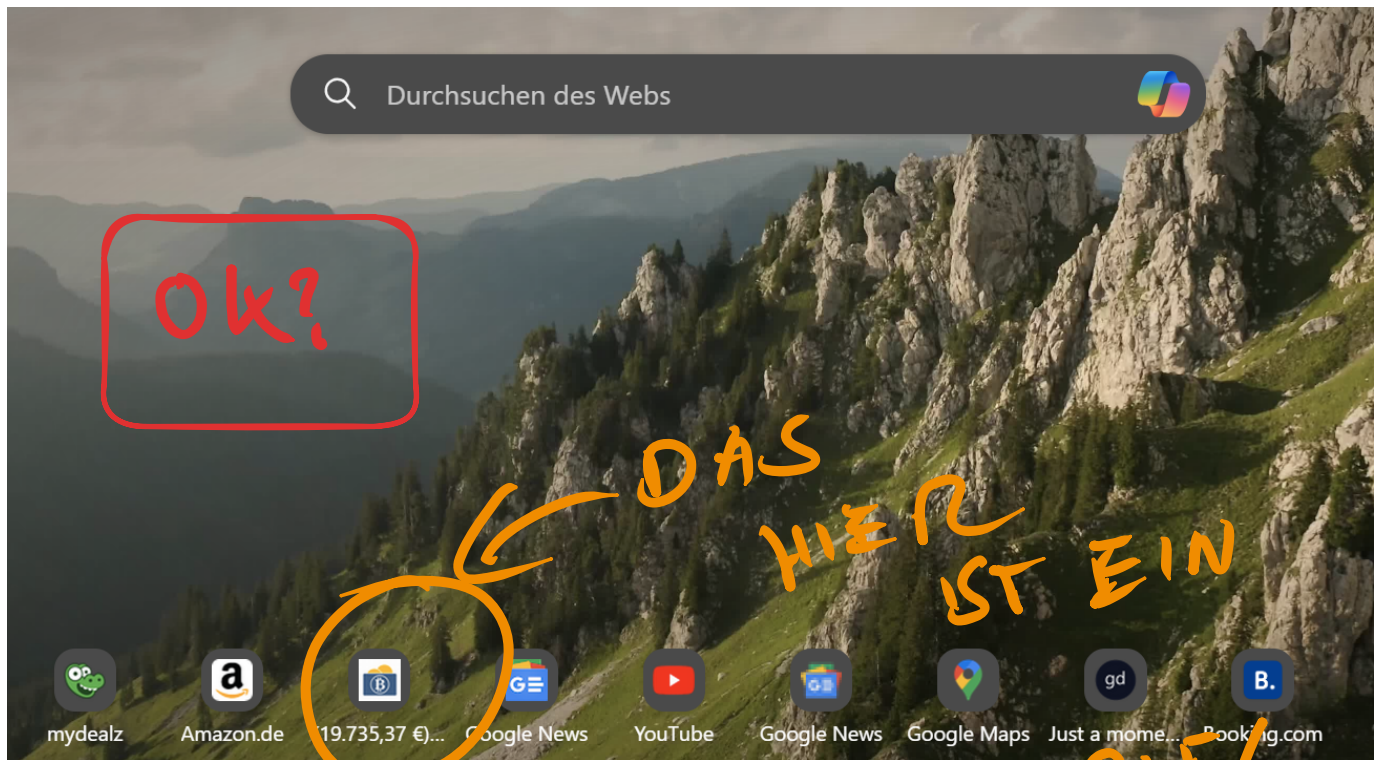 Durchsuchen des Webs
Ok?
DAS
HIER
IST EIN
gd
B.
mydealz
Amazon.de
19.735,37 €)...
Google News
YouTube
Google News
Google Maps
Just a mome...
Booking.com